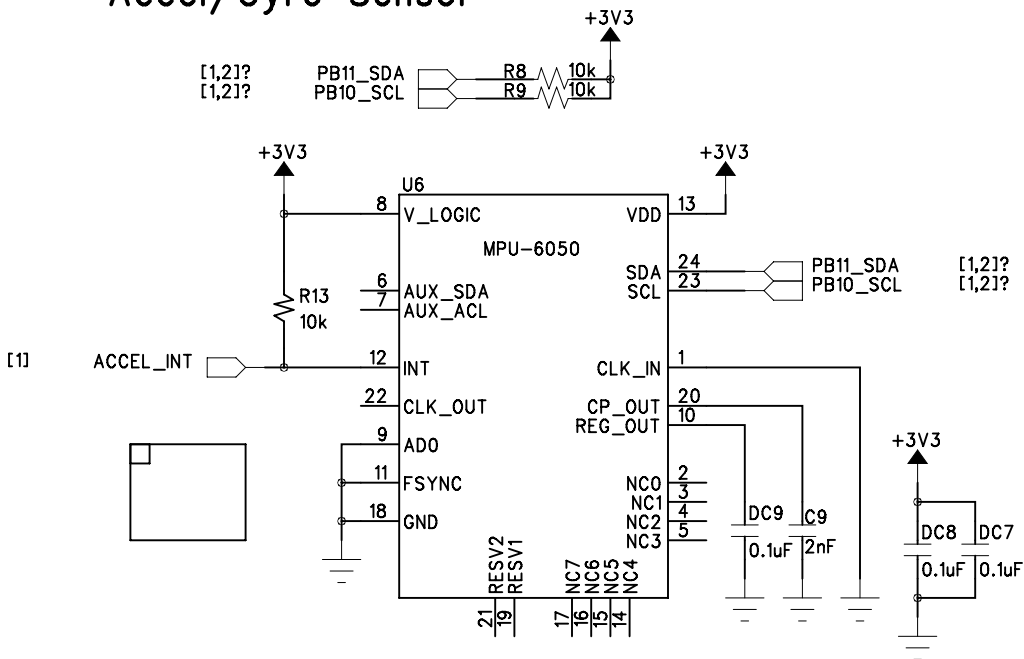 Accel/Gyro Sensor
+3V3
[1,2]? PB11_SDA R8 10k
[1,2]? PB10_SCL R9 10k
+3V3
+3V3
U6
8 V_LOGIC VDD 13
MPU-6050
6 AUX_SDA SDA 24 PB11_SDA [1,2]?
7 AUX_ACL SCL 23 PB10_SCL [1,2]?
R13
10k
[1] ACCEL_INT 12 INT CLK_IN 1
22 CLK_OUT CP_OUT 20
REG_OUT 10
9 AD0
11 FSYNC NC0 2
NC1 3
18 GND NC2 4
NC3 5
+3V3
DC9 C9
0.1uF 2nF
DC8 DC7
0.1uF 0.1uF
RESV2 RESV1 NC7 NC6 NC5 NC4
21 19 17 16 15 14